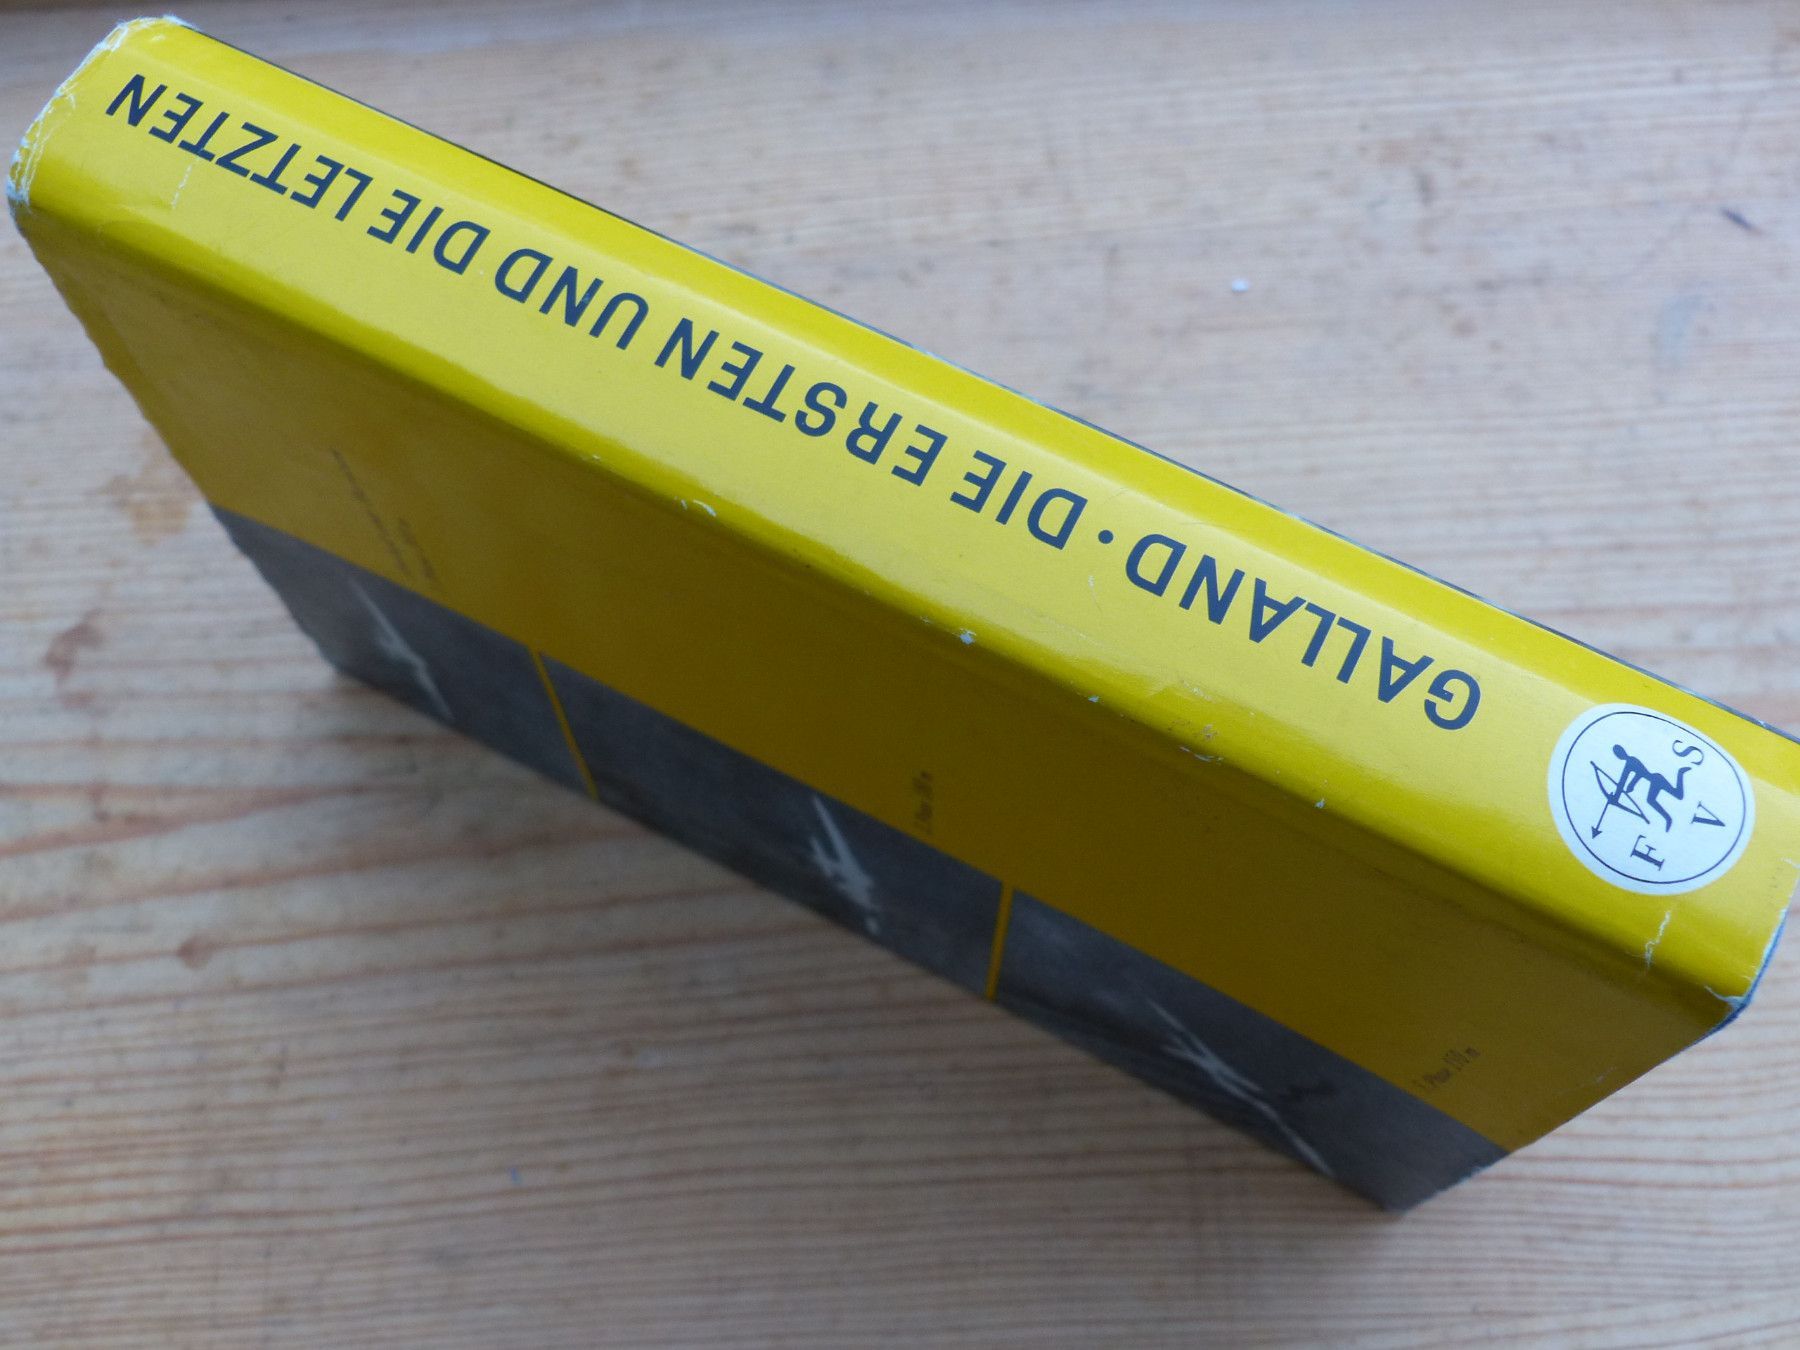 GALLAND · DIE ERSTEN UND DIE LETZTEN
F V S